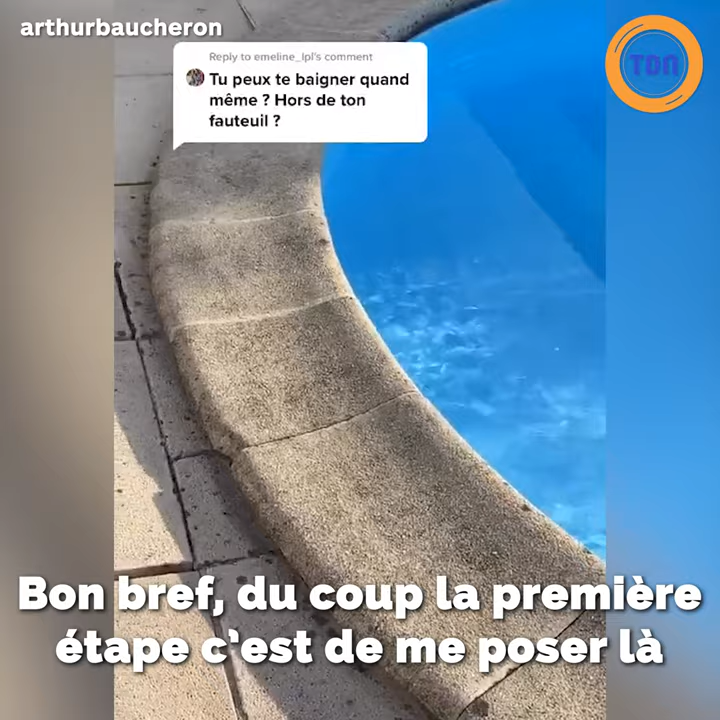 arthurbaucheron
TDN
Reply to emeline_lpl's comment
Tu peux te baigner quand
même ? Hors de ton
fauteuil ?
Bon bref, du coup la première
étape c'est de me poser là